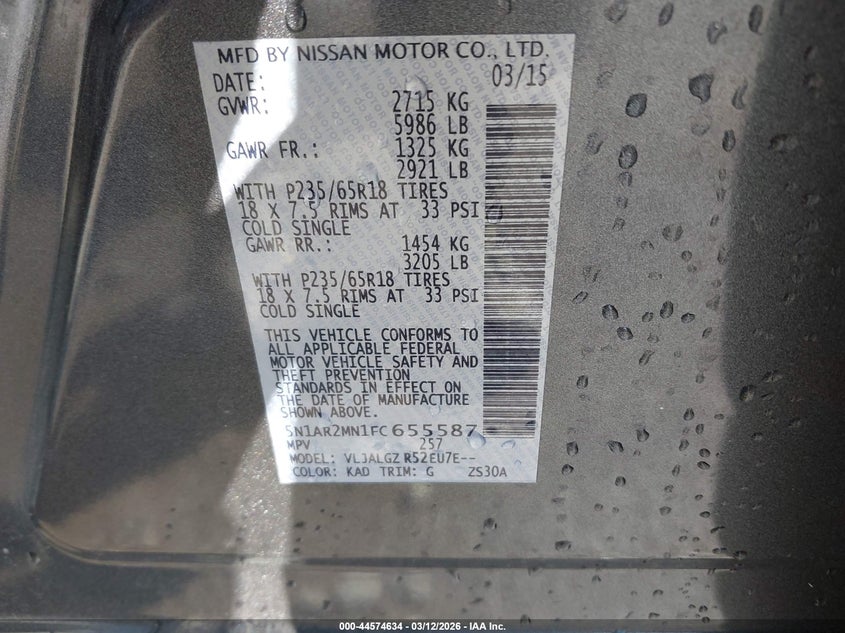 MFD BY NISSAN MOTOR CO., LTD.
DATE: 03/15
GVWR: 2715 KG
5986 LB
GAWR FR.: 1325 KG
2921 LB
WITH P235/65R18 TIRES
18 X 7.5 RIMS AT 33 PSI
COLD SINGLE
GAWR RR.: 1454 KG
3205 LB
WITH P235/65R18 TIRES
18 X 7.5 RIMS AT 33 PSI
COLD SINGLE
THIS VEHICLE CONFORMS TO
ALL APPLICABLE FEDERAL
MOTOR VEHICLE SAFETY AND
THEFT PREVENTION
STANDARDS IN EFFECT ON
THE DATE OF MANUFACTURE
SHOWN ABOVE.
5N1AR2MN1FC655587
MPV 257
MODEL: VLJALGZ R52EU7E--
COLOR: KAD TRIM: G ZS30A
000-44574634 - 03/12/2026 - IAA Inc.